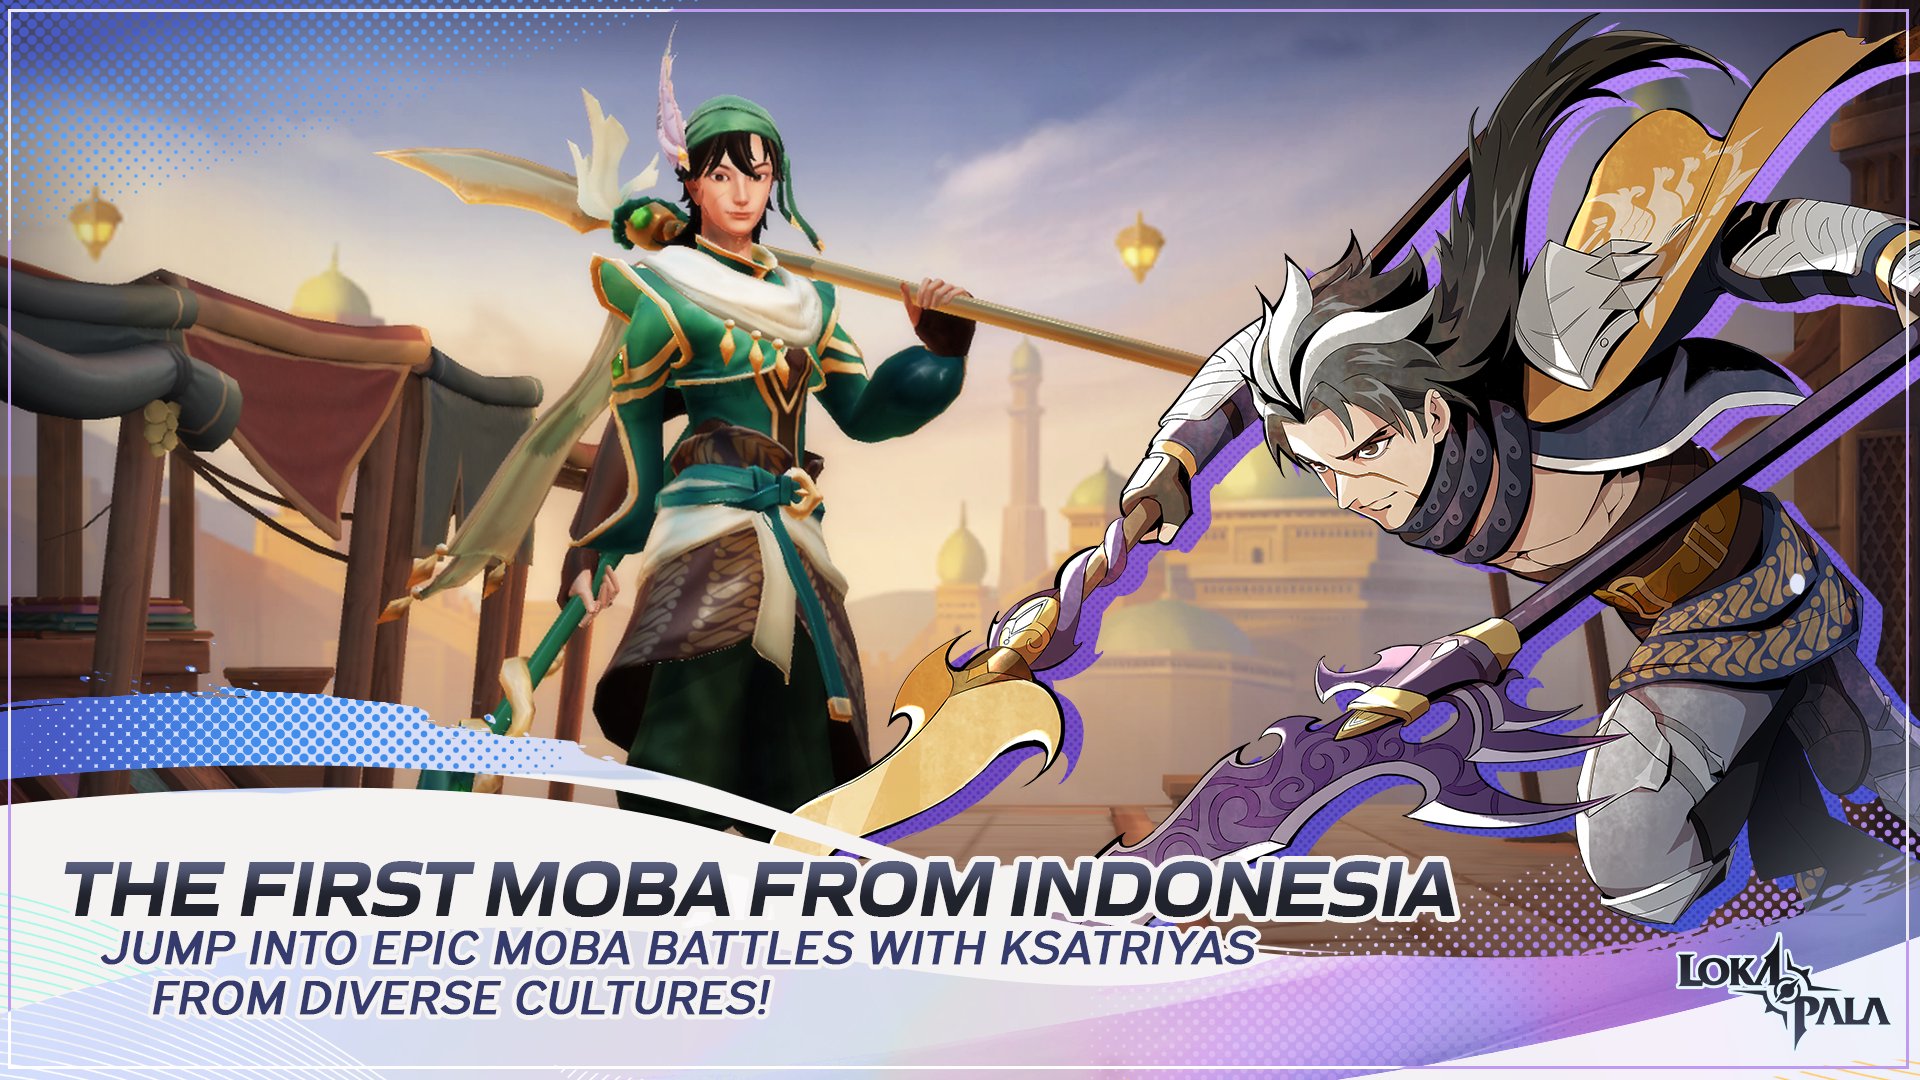 THE FIRST MOBA FROM INDONESIA
JUMP INTO EPIC MOBA BATTLES WITH KSATRIYAS
FROM DIVERSE CULTURES!
LOKA
PALA